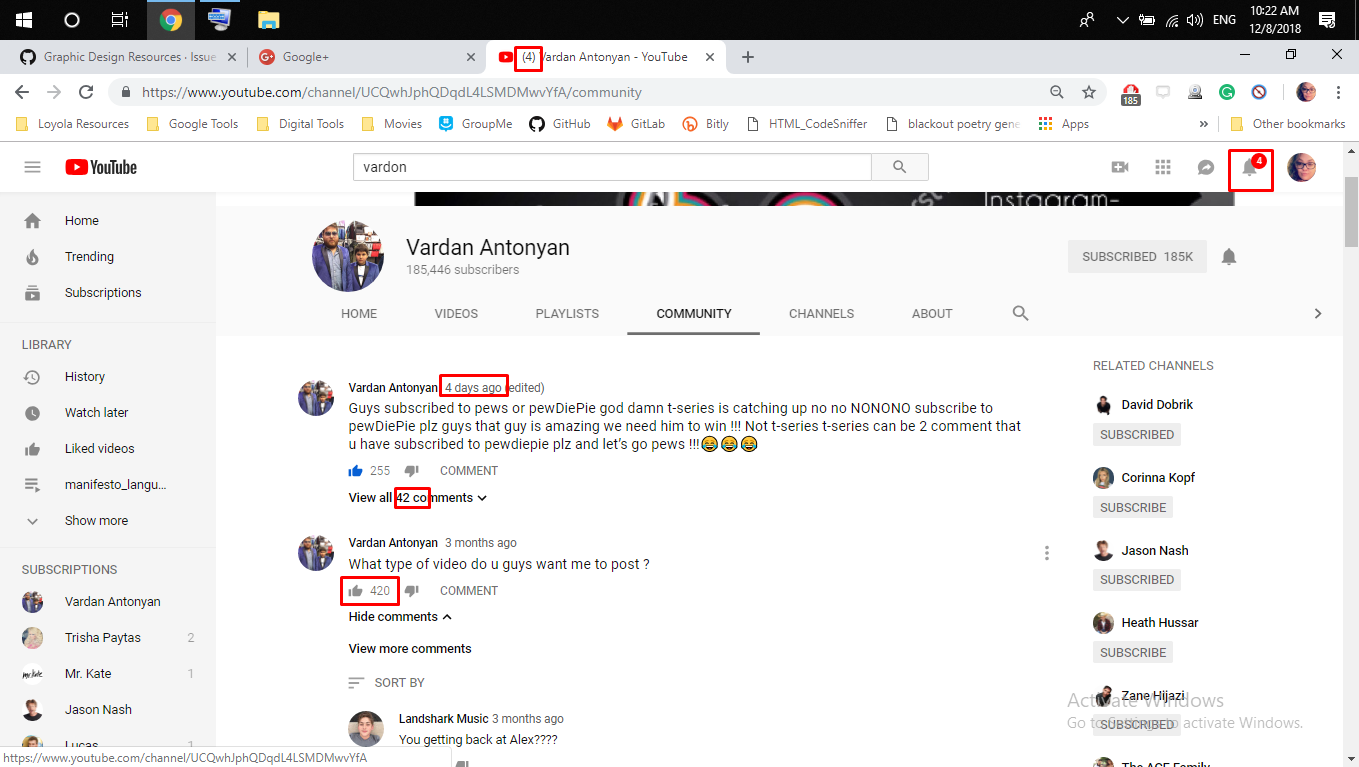 ENG
10:22 AM
12/8/2018
Graphic Design Resources · Issue
Google+
(4) Vardan Antonyan - YouTube
https://www.youtube.com/channel/UCQwhJphQDqdL4LSMDMwvYfA/community
185
Loyola Resources
Google Tools
Digital Tools
Movies
GroupMe
GitHub
GitLab
Bitly
HTML_CodeSniffer
blackout poetry gene
Apps
»
Other bookmarks
YouTube
vardon
4
Instagram-
Home
Trending
Subscriptions
LIBRARY
History
Watch later
Liked videos
manifesto_langu...
Show more
SUBSCRIPTIONS
Vardan Antonyan
Trisha Paytas 2
Mr. Kate 1
Jason Nash
Lucas 1
Vardan Antonyan
185,446 subscribers
SUBSCRIBED 185K
HOME
VIDEOS
PLAYLISTS
COMMUNITY
CHANNELS
ABOUT
Vardan Antonyan 4 days ago (edited)
Guys subscribed to pews or pewDiePie god damn t-series is catching up no no NONONO subscribe to
pewDiePie plz guys that guy is amazing we need him to win !!! Not t-series t-series can be 2 comment that
u have subscribed to pewdiepie plz and let’s go pews !!!😂😂😂
255 COMMENT
View all 42 comments
Vardan Antonyan 3 months ago
What type of video do u guys want me to post ?
420 COMMENT
Hide comments
View more comments
SORT BY
Landshark Music 3 months ago
You getting back at Alex????
RELATED CHANNELS
David Dobrik
SUBSCRIBED
Corinna Kopf
SUBSCRIBE
Jason Nash
SUBSCRIBED
Heath Hussar
SUBSCRIBE
Zane Hijazi
SUBSCRIBED
The ACE Family
Activate Windows
Go to Settings to activate Windows.
https://www.youtube.com/channel/UCQwhJphQDqdL4LSMDMwvYfA